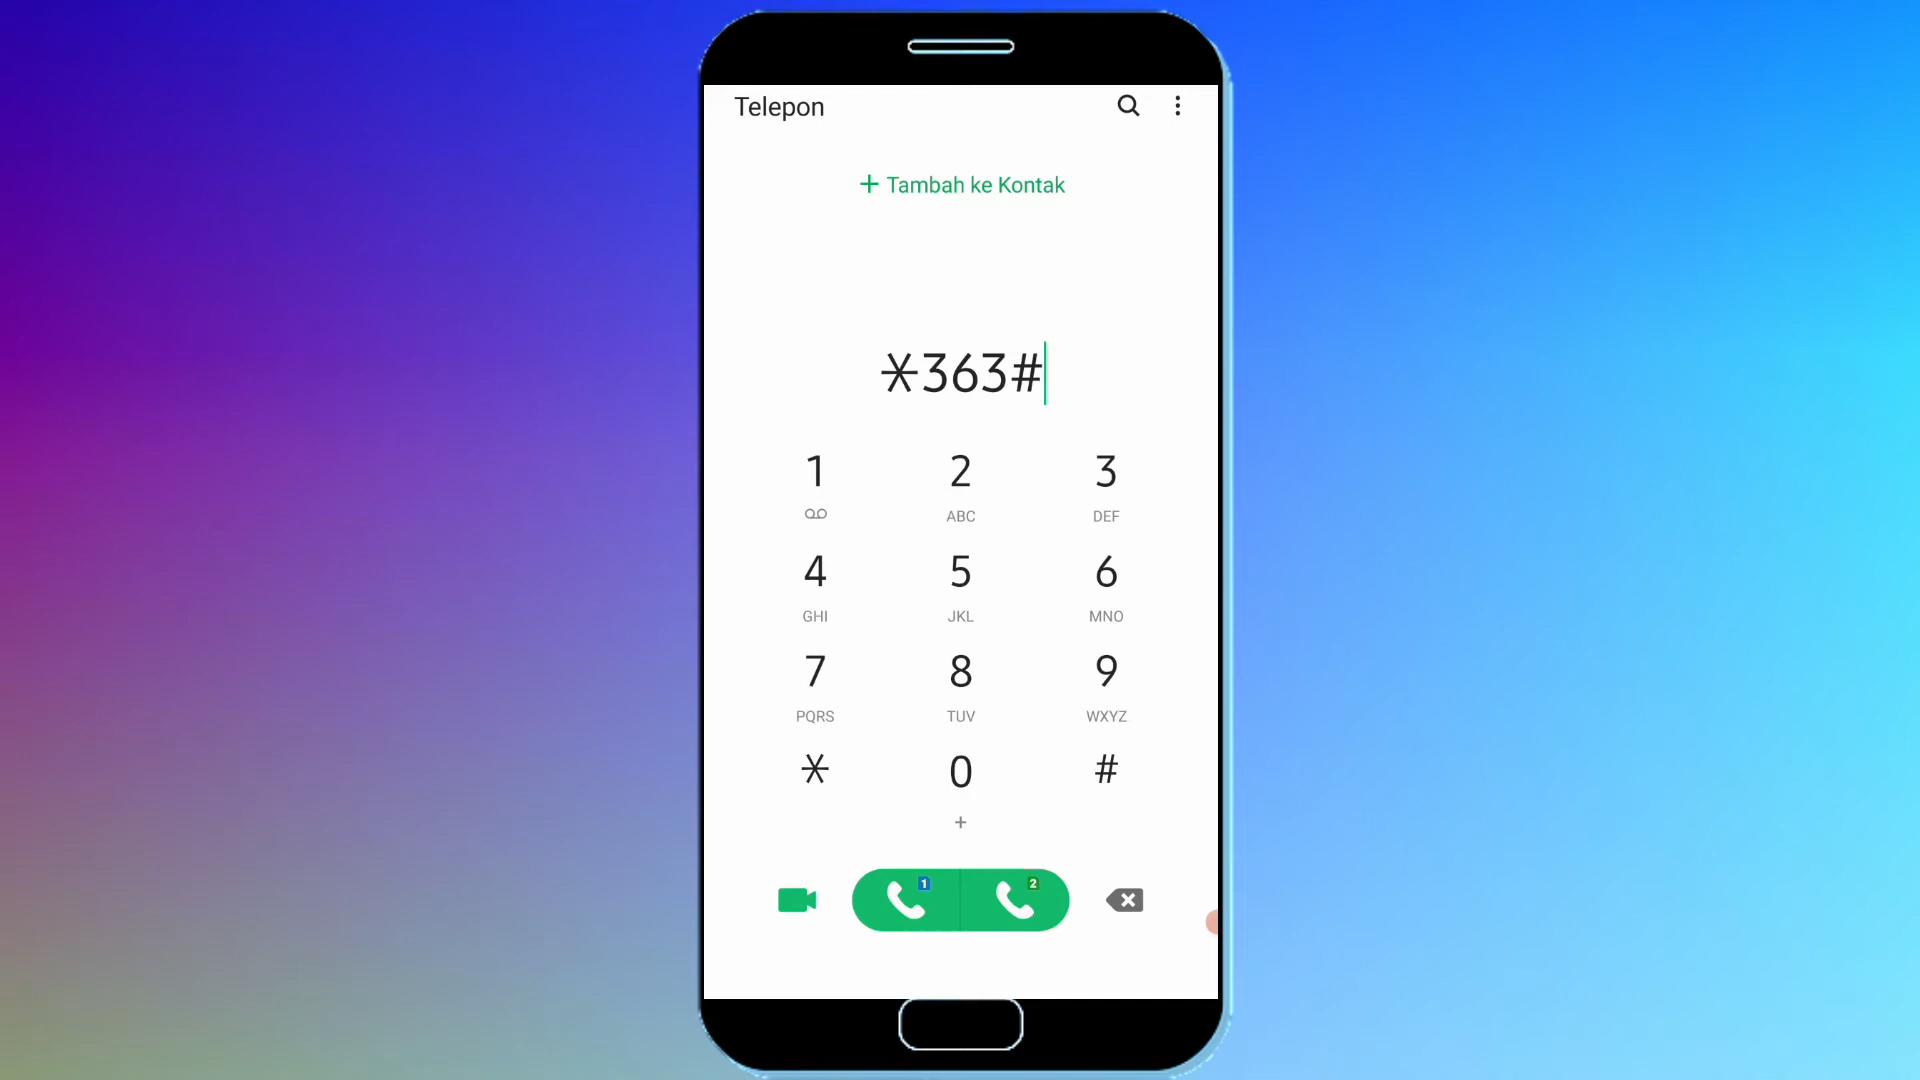 Telepon
+ Tambah ke Kontak
*363#
1 2 3
ABC DEF
4 5 6
GHI JKL MNO
7 8 9
PQRS TUV WXYZ
* 0 #
+
1 2